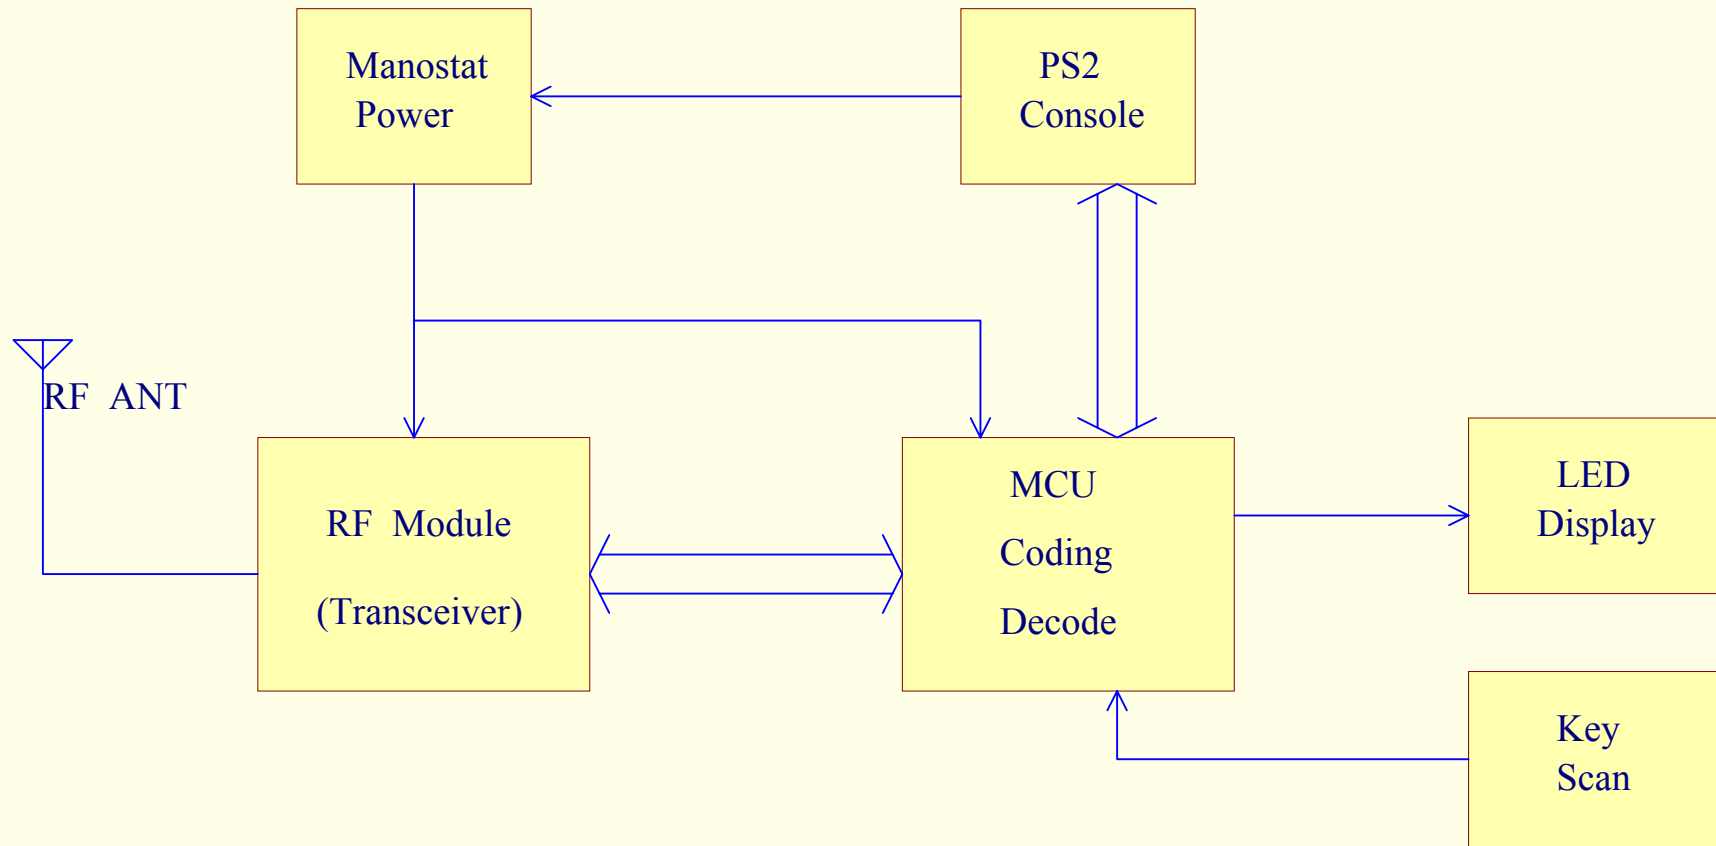 Manostat
Power
PS2
Console
RF ANT
RF Module
(Transceiver)
MCU
Coding
Decode
LED
Display
Key
Scan